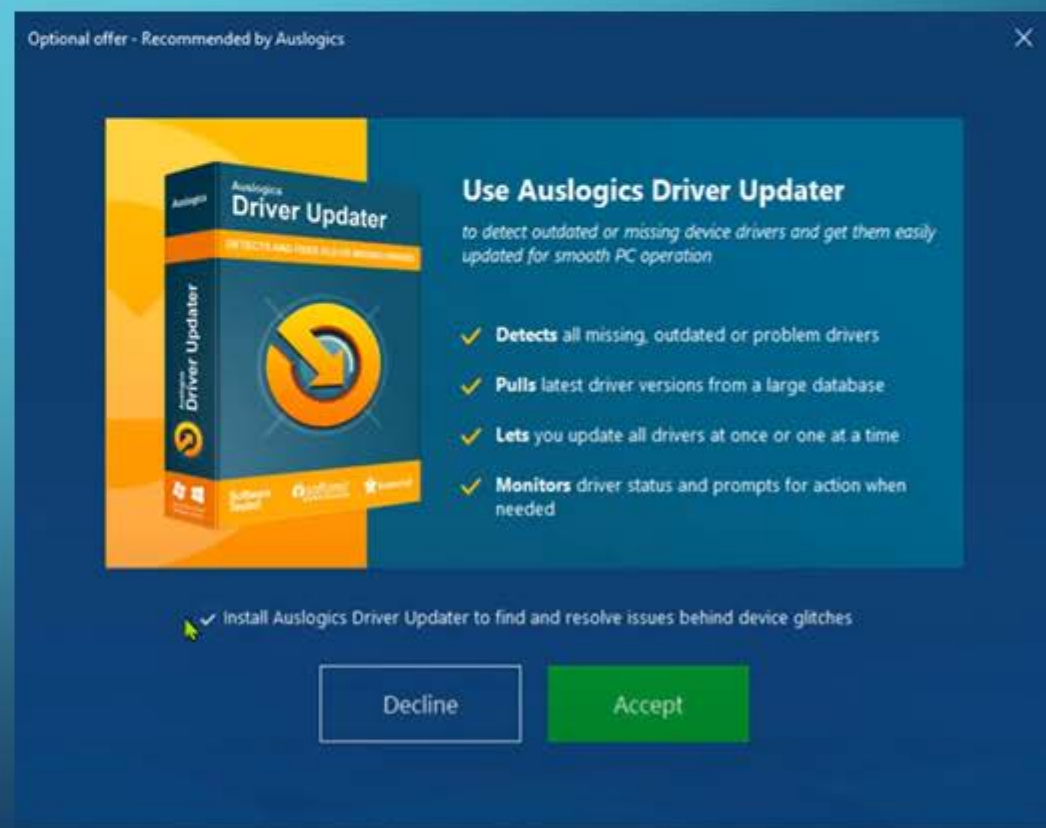 Optional offer - Recommended by Auslogics
Auslogics
Auslogics
Driver Updater
Use Auslogics Driver Updater
to detect outdated or missing device drivers and get them easily
updated for smooth PC operation
Auslogics
Driver Updater
Detects all missing, outdated or problem drivers
Pulls latest driver versions from a large database
Lets you update all drivers at once or one at a time
Monitors driver status and prompts for action when
needed
Install Auslogics Driver Updater to find and resolve issues behind device glitches
Decline
Accept